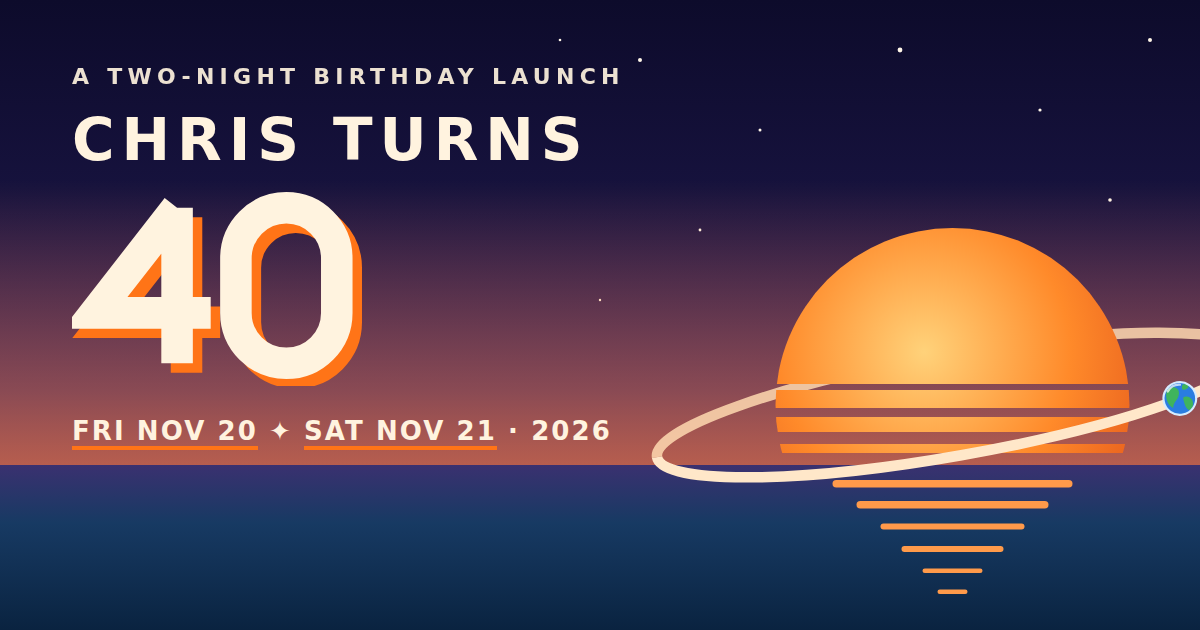 A TWO-NIGHT BIRTHDAY LAUNCH
CHRIS TURNS
40
FRI NOV 20 ✦ SAT NOV 21 · 2026